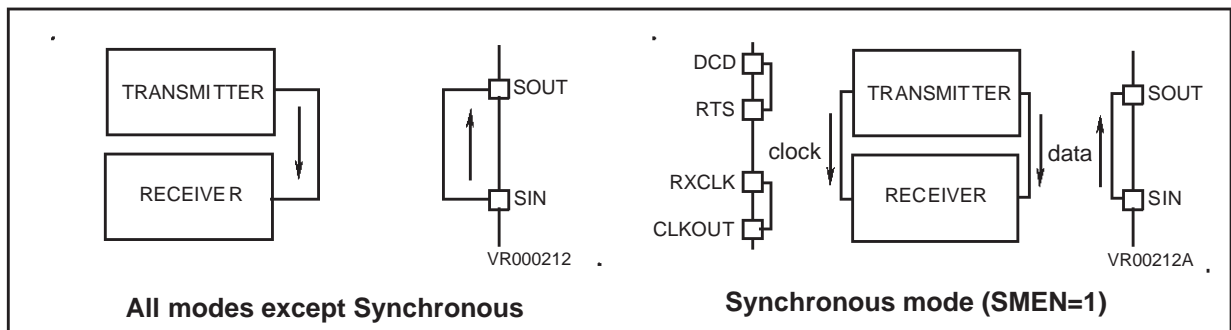 TRANSMITTER
RECEIVER
SOUT
SIN
VR000212
All modes except Synchronous
DCD
RTS
RXCLK
CLKOUT
clock
TRANSMITTER
RECEIVER
data
SOUT
SIN
VR00212A
Synchronous mode (SMEN=1)